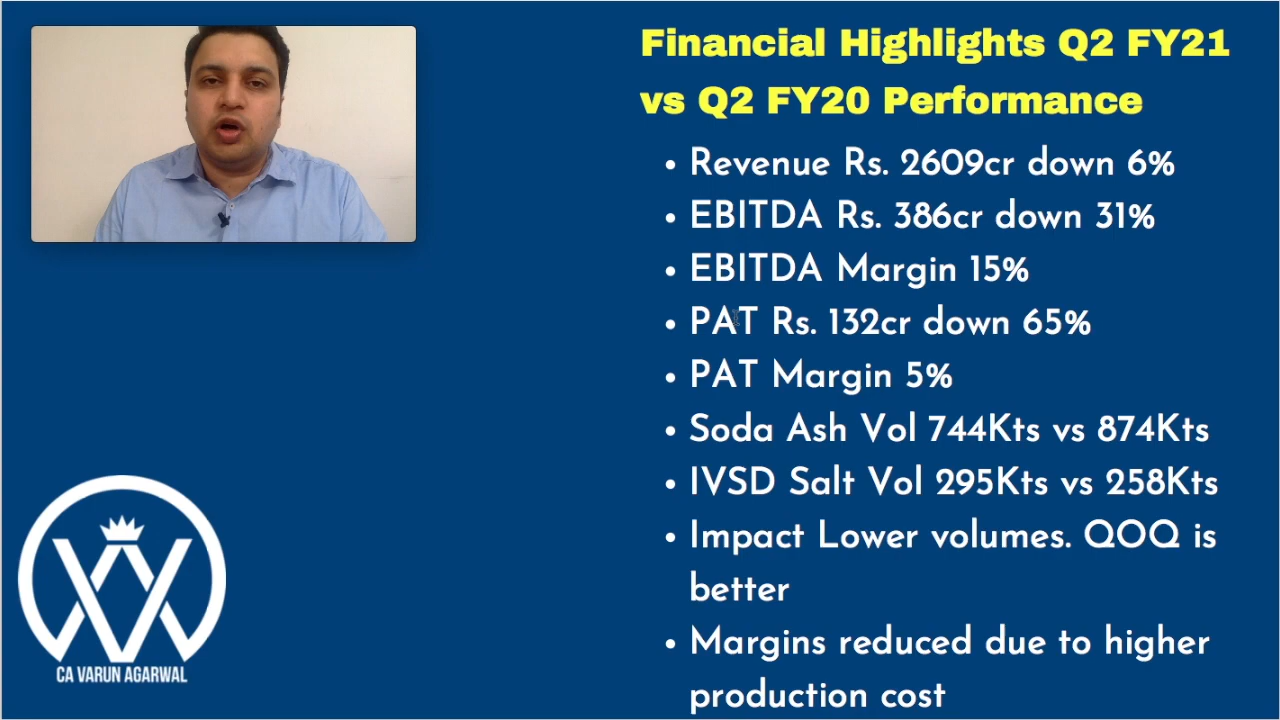 Financial Highlights Q2 FY21
vs Q2 FY20 Performance
• Revenue Rs. 2609cr down 6%
• EBITDA Rs. 386cr down 31%
• EBITDA Margin 15%
• PAT Rs. 132cr down 65%
• PAT Margin 5%
• Soda Ash Vol 744Kts vs 874Kts
• IVSD Salt Vol 295Kts vs 258Kts
• Impact Lower volumes. QOQ is
better
• Margins reduced due to higher
production cost
CA VARUN AGARWAL